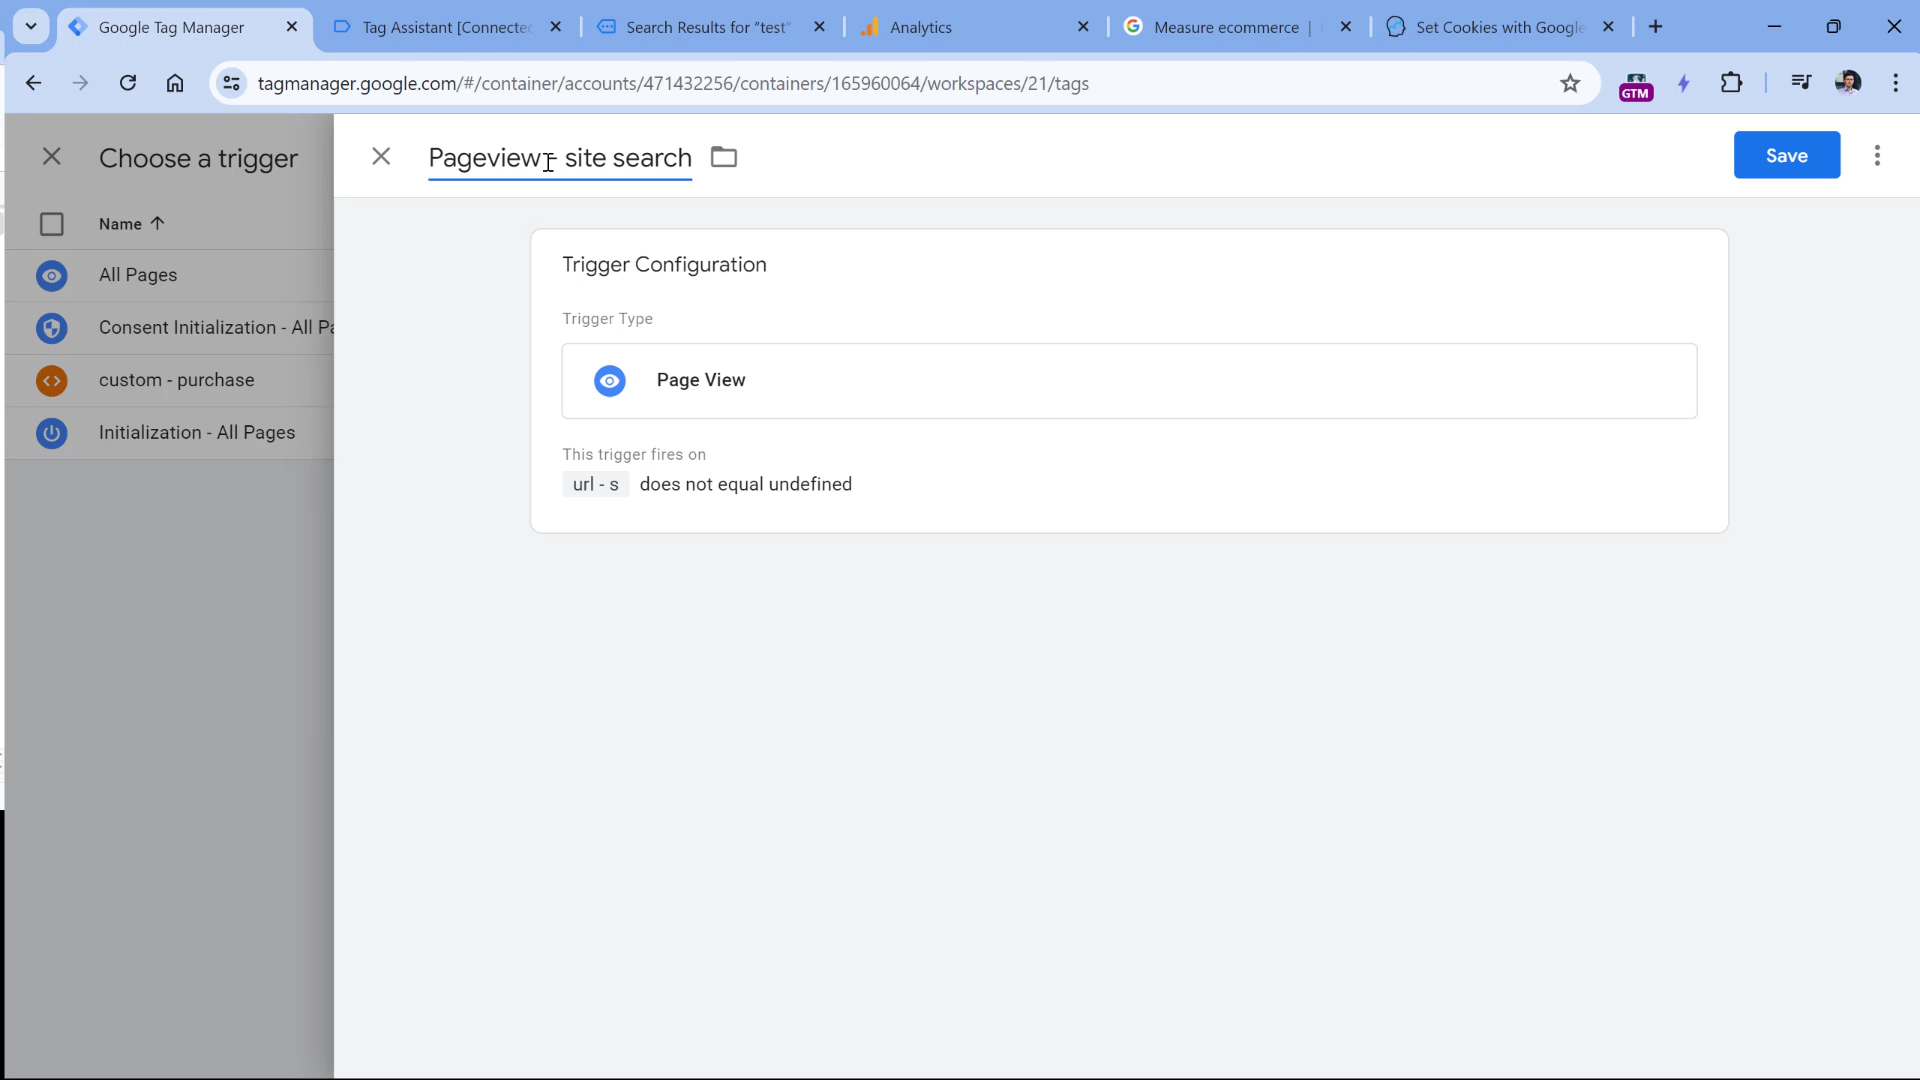 Google Tag Manager
Tag Assistant [Connected
Search Results for “test”
Analytics
Measure ecommerce |
Set Cookies with Google
tagmanager.google.com/#/container/accounts/471432256/containers/165960064/workspaces/21/tags
GTM
Choose a trigger
Pageview - site search
Save
Name
All Pages
Consent Initialization - All Pa
custom - purchase
Initialization - All Pages
Trigger Configuration
Trigger Type
Page View
This trigger fires on
url - s does not equal undefined